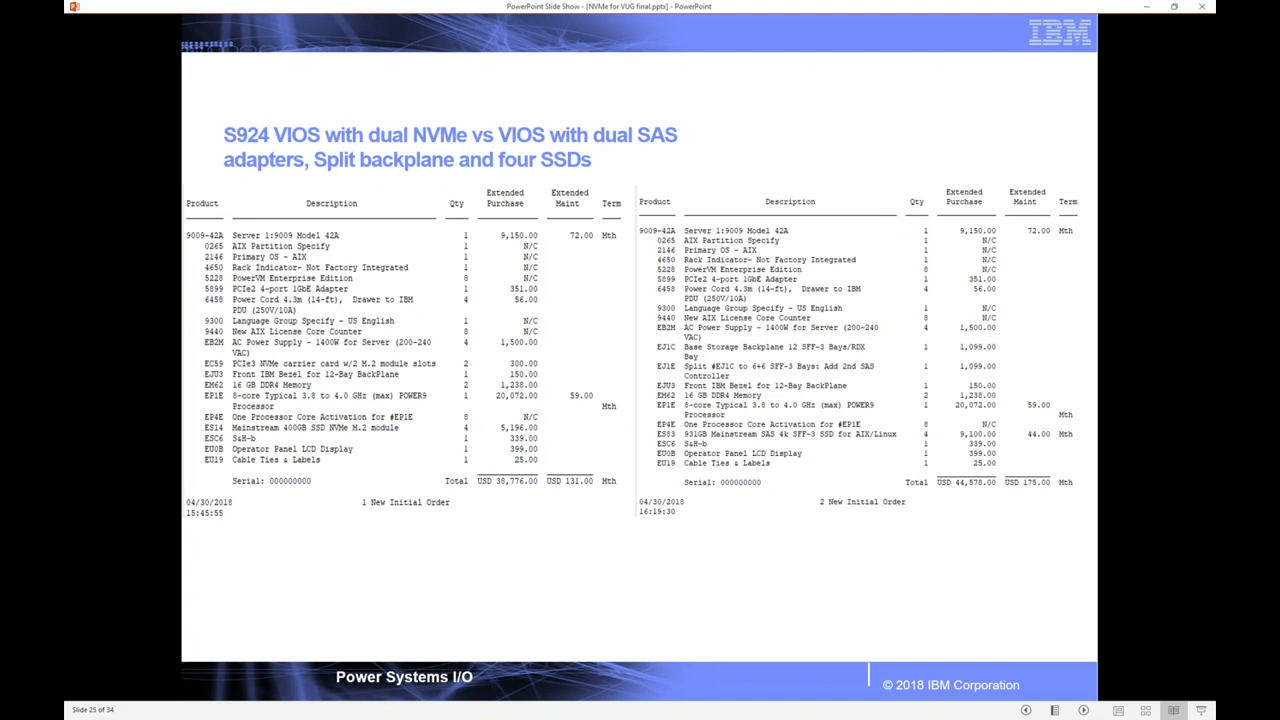 PowerPoint Slide Show - [NVMe for VUG final.pptx] - PowerPoint
IBM
S924 VIOS with dual NVMe vs VIOS with dual SAS
adapters, Split backplane and four SSDs
Extended Extended
Product Description Qty Purchase Maint Term
9009-42A Server 1:9009 Model 42A 1 9,150.00 72.00 Mth
0265 AIX Partition Specify 1 N/C
2146 Primary OS - AIX 1 N/C
4650 Rack Indicator- Not Factory Integrated 1 N/C
5228 PowerVM Enterprise Edition 8 N/C
5899 PCIe2 4-port 1GbE Adapter 1 351.00
6458 Power Cord 4.3m (14-ft), Drawer to IBM 4 56.00
PDU (250V/10A)
9300 Language Group Specify - US English 1 N/C
9440 New AIX License Core Counter 8 N/C
EB2M AC Power Supply - 1400W for Server (200-240 4 1,500.00
VAC)
EC59 PCIe3 NVMe carrier card w/2 M.2 module slots 2 300.00
EJU3 Front IBM Bezel for 12-Bay BackPlane 1 150.00
EM62 16 GB DDR4 Memory 2 1,238.00
EP1E 8-core Typical 3.8 to 4.0 GHz (max) POWER9 1 20,072.00 59.00
Processor Mth
EP4E One Processor Core Activation for #EP1E 8 N/C
ES14 Mainstream 400GB SSD NVMe M.2 module 4 5,196.00
ESC6 S&H-b 1 339.00
EU0B Operator Panel LCD Display 1 399.00
EU19 Cable Ties & Labels 1 25.00
Serial: 000000000 Total USD 38,776.00 USD 131.00 Mth
04/30/2018 1 New Initial Order
15:45:55
Extended Extended
Product Description Qty Purchase Maint Term
9009-42A Server 1:9009 Model 42A 1 9,150.00 72.00 Mth
0265 AIX Partition Specify 1 N/C
2146 Primary OS - AIX 1 N/C
4650 Rack Indicator- Not Factory Integrated 1 N/C
5228 PowerVM Enterprise Edition 8 N/C
5899 PCIe2 4-port 1GbE Adapter 1 351.00
6458 Power Cord 4.3m (14-ft), Drawer to IBM 4 56.00
PDU (250V/10A)
9300 Language Group Specify - US English 1 N/C
9440 New AIX License Core Counter 8 N/C
EB2M AC Power Supply - 1400W for Server (200-240 4 1,500.00
VAC)
EJ1C Base Storage Backplane 12 SFF-3 Bays/RDX 1 1,099.00
Bay
EJ1E Split #EJ1C to 6+6 SFF-3 Bays: Add 2nd SAS 1 1,099.00
Controller
EJU3 Front IBM Bezel for 12-Bay BackPlane 1 150.00
EM62 16 GB DDR4 Memory 2 1,238.00
EP1E 8-core Typical 3.8 to 4.0 GHz (max) POWER9 1 20,072.00 59.00
Processor Mth
EP4E One Processor Core Activation for #EP1E 8 N/C
ES83 931GB Mainstream SAS 4k SFF-3 SSD for AIX/Linux 4 9,100.00 44.00 Mth
ESC6 S&H-b 1 339.00
EU0B Operator Panel LCD Display 1 399.00
EU19 Cable Ties & Labels 1 25.00
Serial: 000000000 Total USD 44,578.00 USD 175.00 Mth
04/30/2018 2 New Initial Order
16:19:30
Power Systems I/O
© 2018 IBM Corporation
Slide 25 of 34